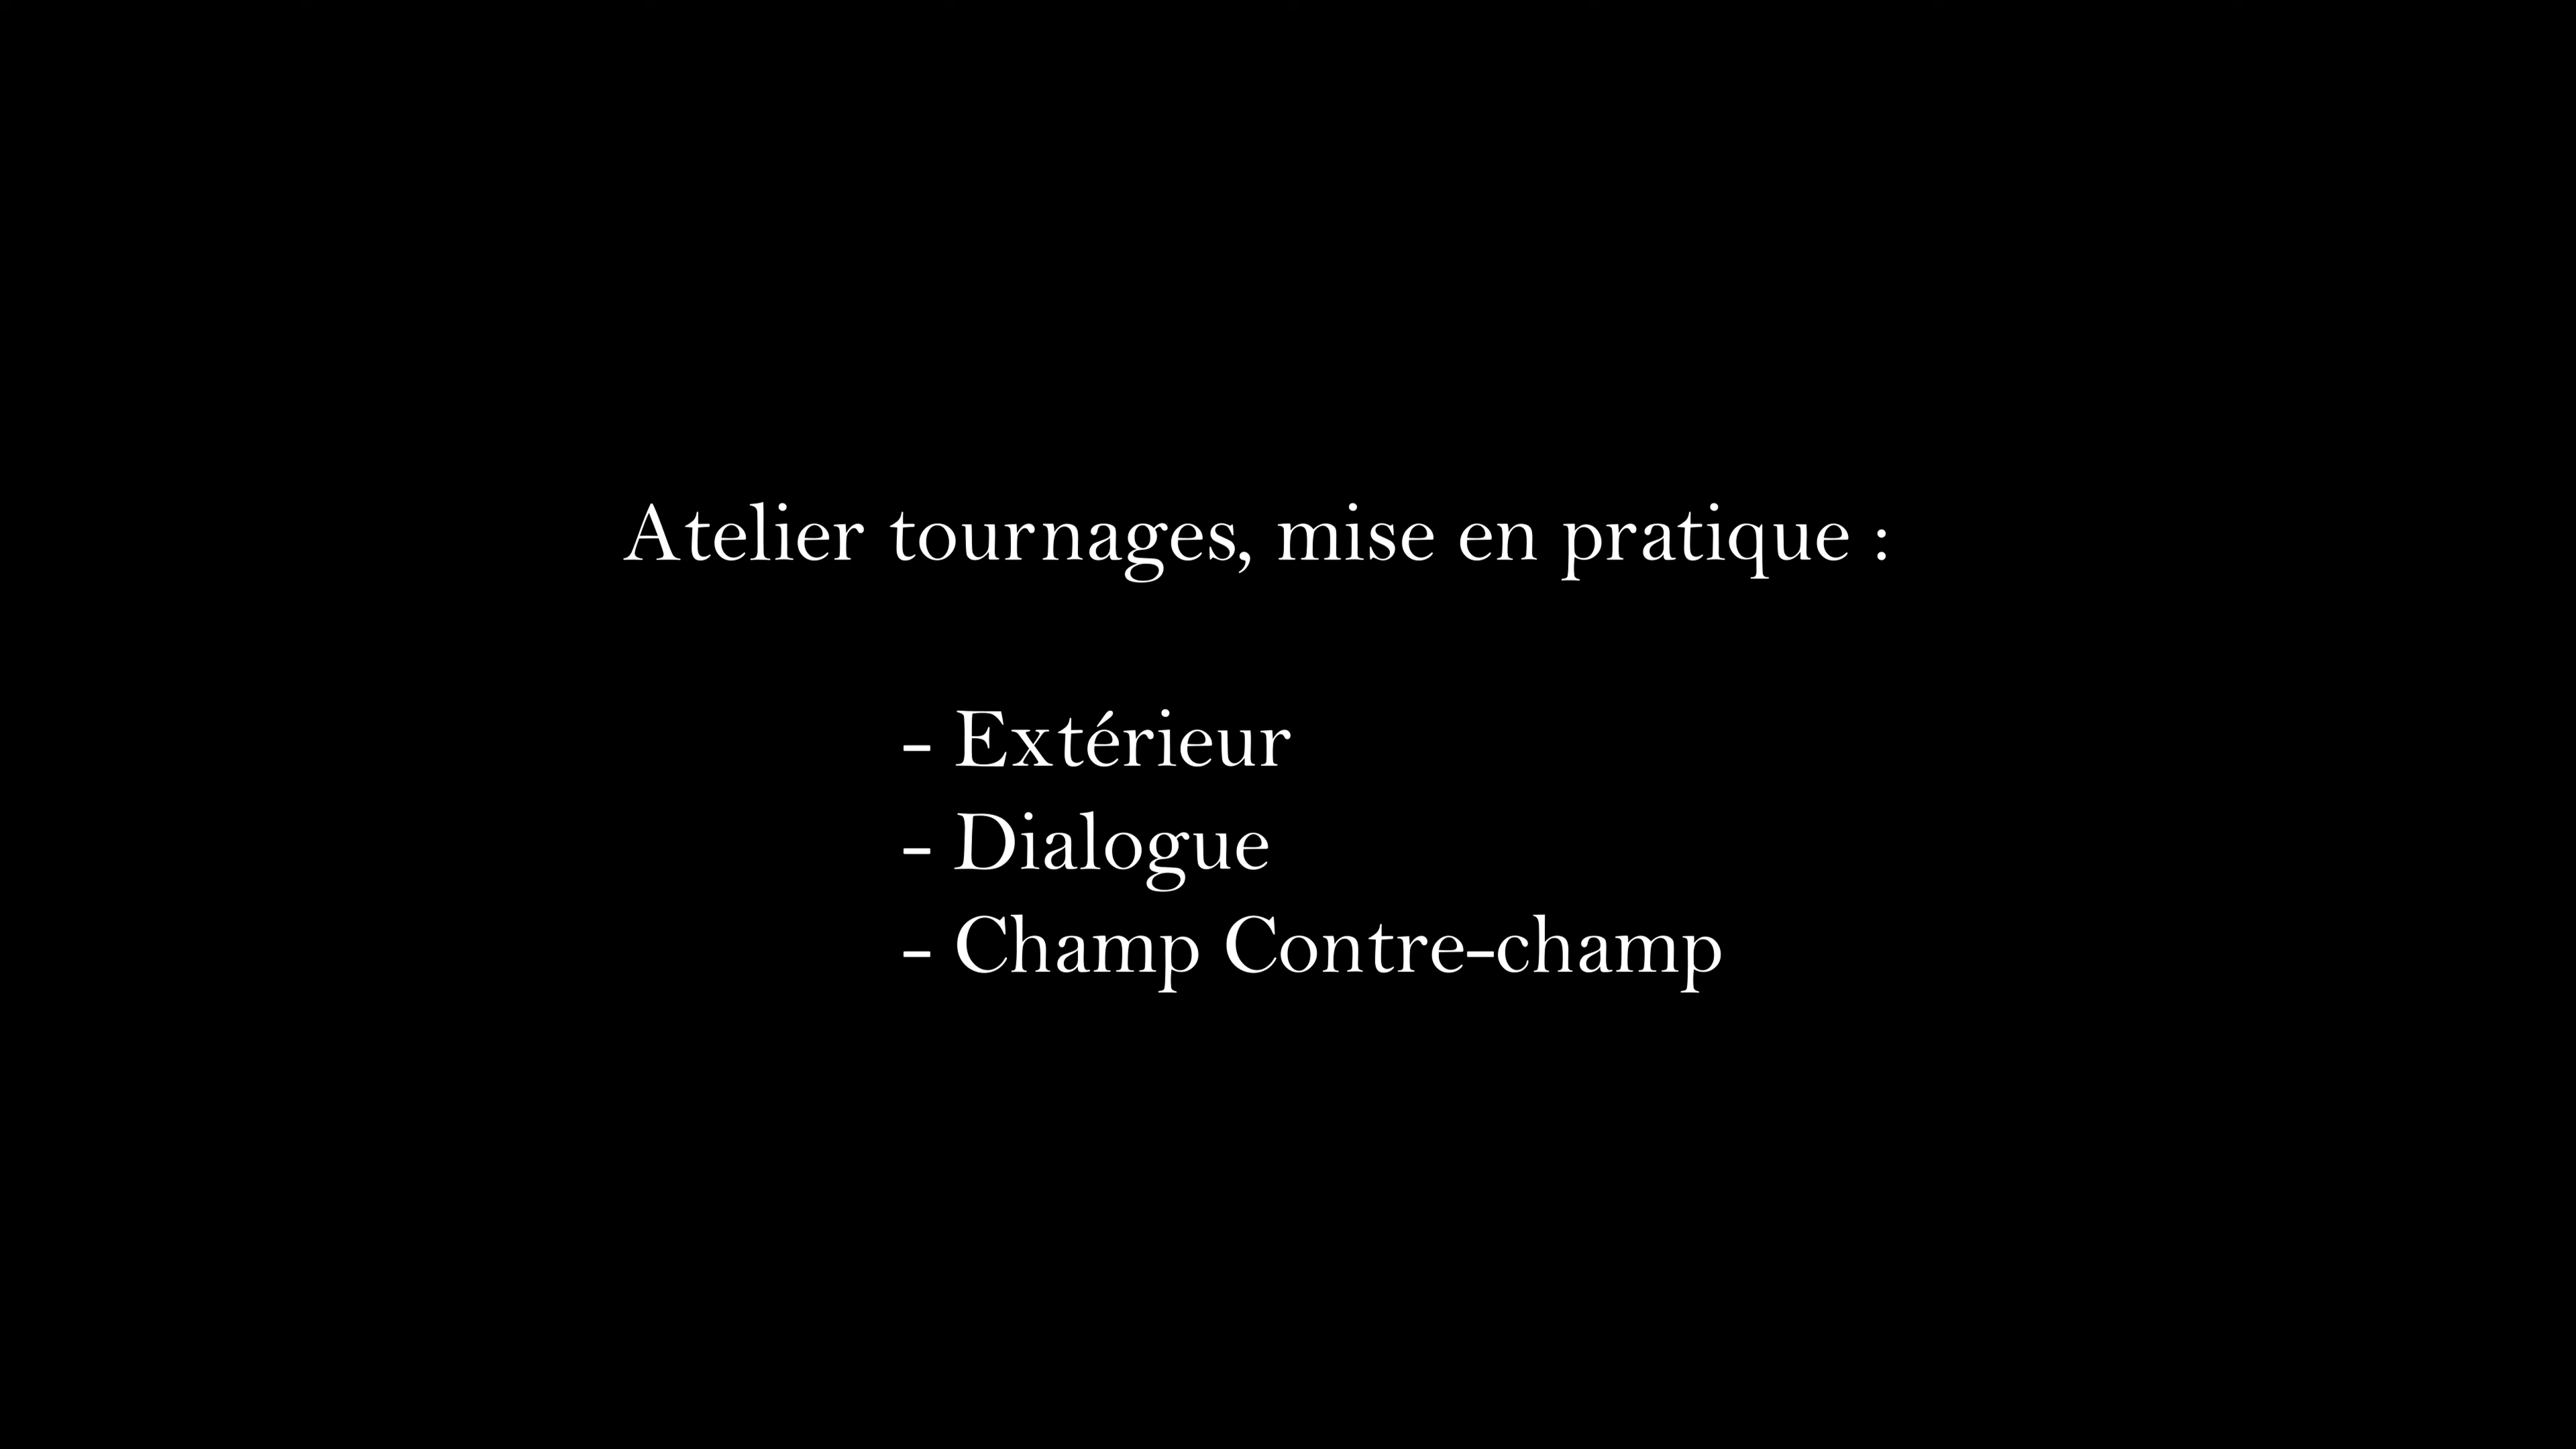 Atelier tournages, mise en pratique :
- Extérieur
- Dialogue
- Champ Contre-champ